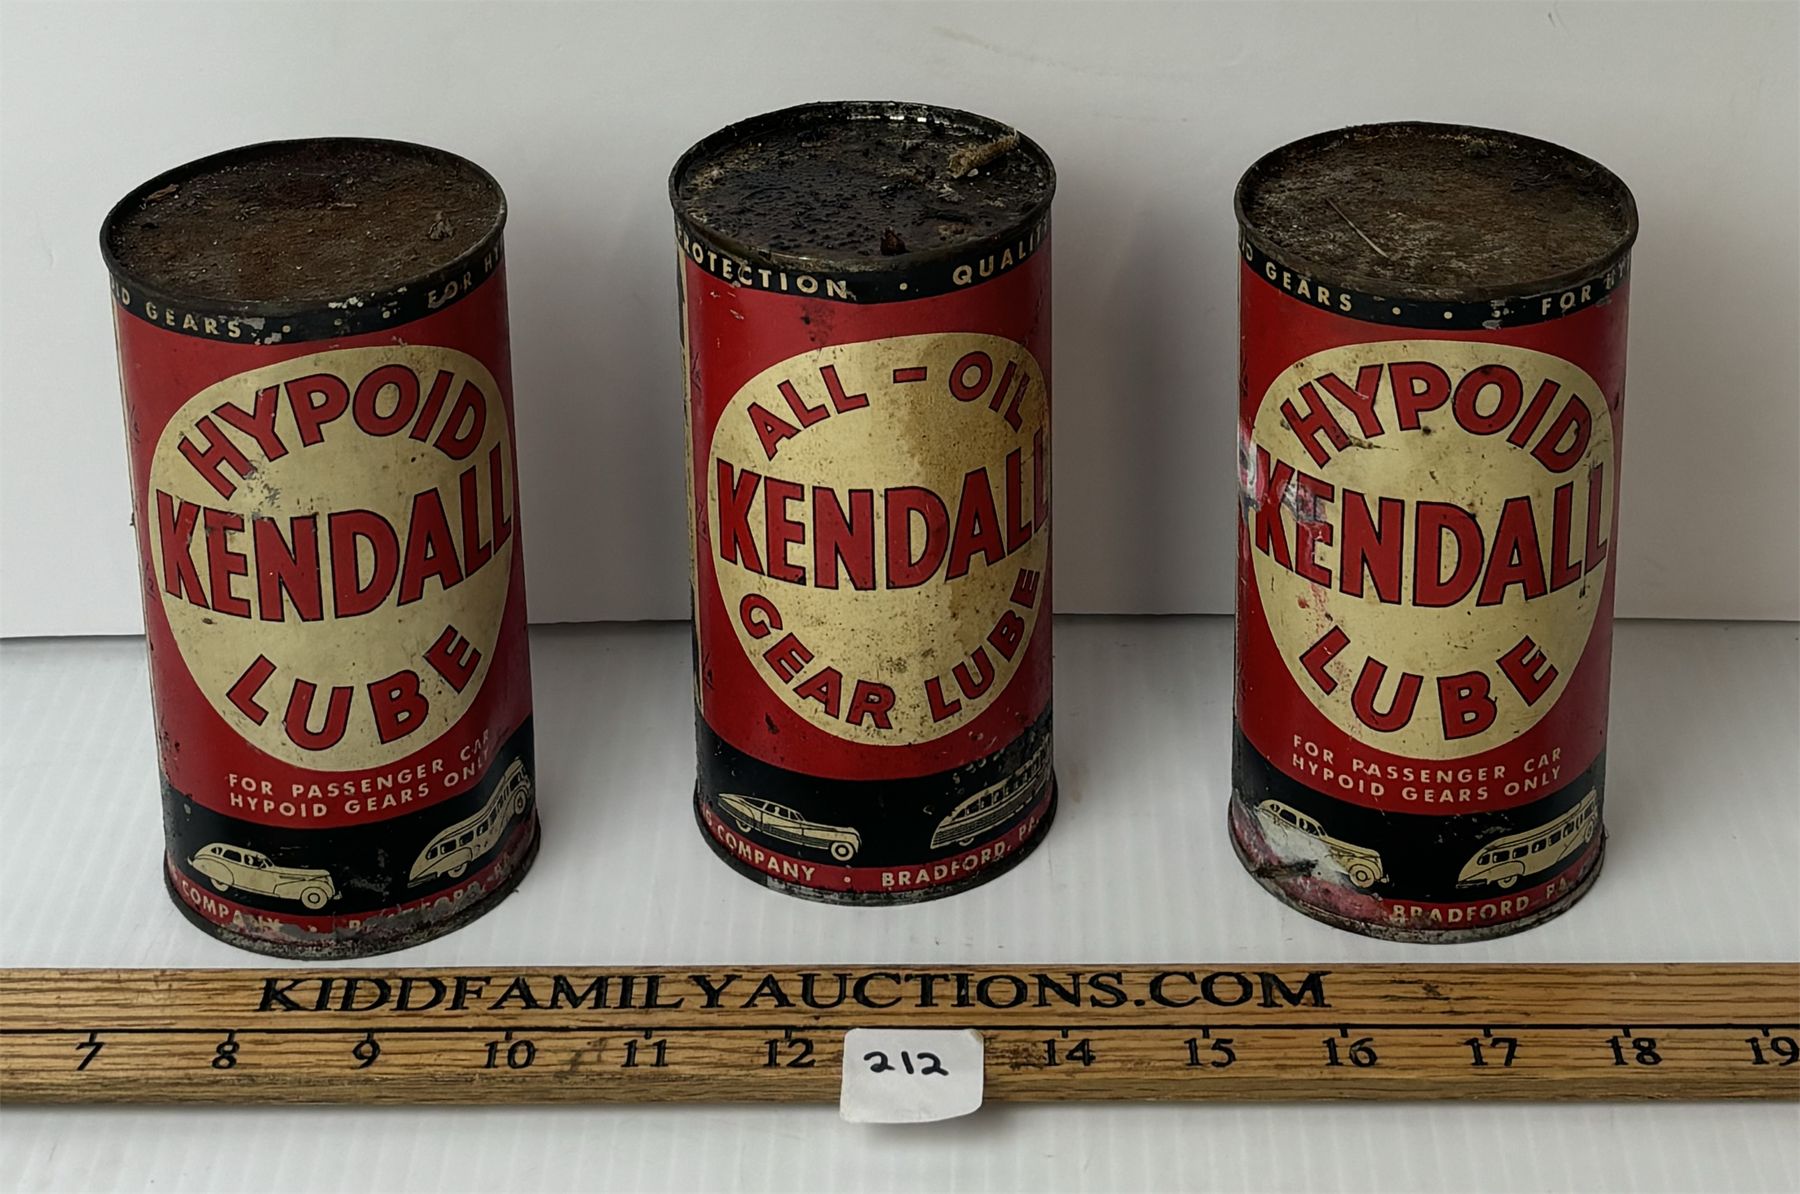 GEARS • • • FOR
HYPOID
KENDALL
LUBE
FOR PASSENGER CAR
HYPOID GEARS ONLY
COMPANY
PROTECTION • QUALITY
ALL-OIL
KENDALL
GEAR LUBE
COMPANY • BRADFORD, PA.
GEARS • • • FOR
HYPOID
KENDALL
LUBE
FOR PASSENGER CAR
HYPOID GEARS ONLY
BRADFORD PA
KIDDFAMILYAUCTIONS.COM
7 8 9 10 11 12 14 15 16 17 18 19
212